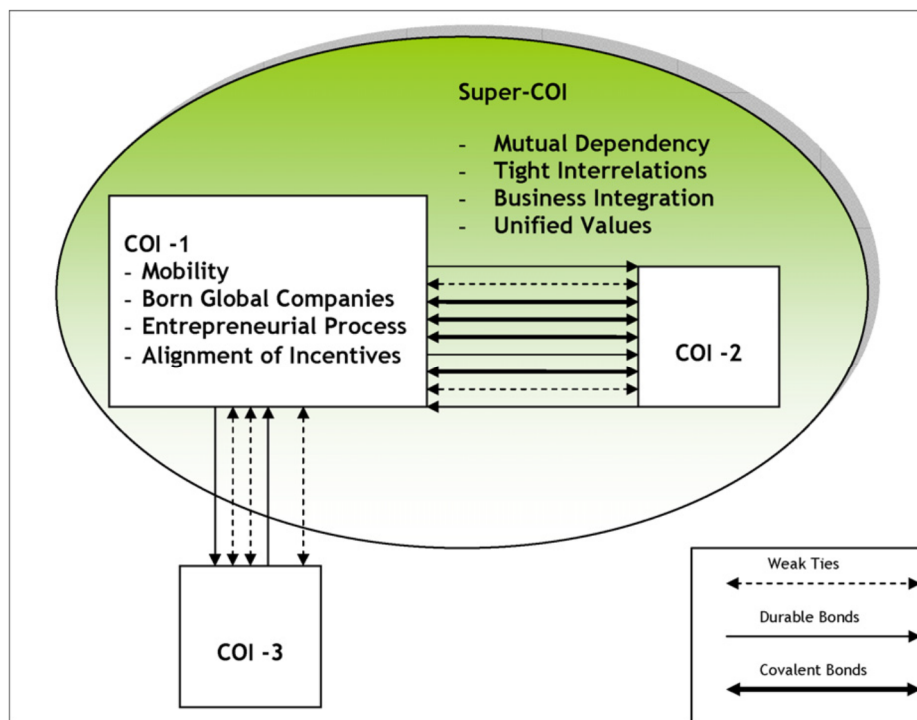 Super-COI
- Mutual Dependency
- Tight Interrelations
- Business Integration
- Unified Values
COI -1
- Mobility
- Born Global Companies
- Entrepreneurial Process
- Alignment of Incentives
COI -2
COI -3
Weak Ties
Durable Bonds
Covalent Bonds